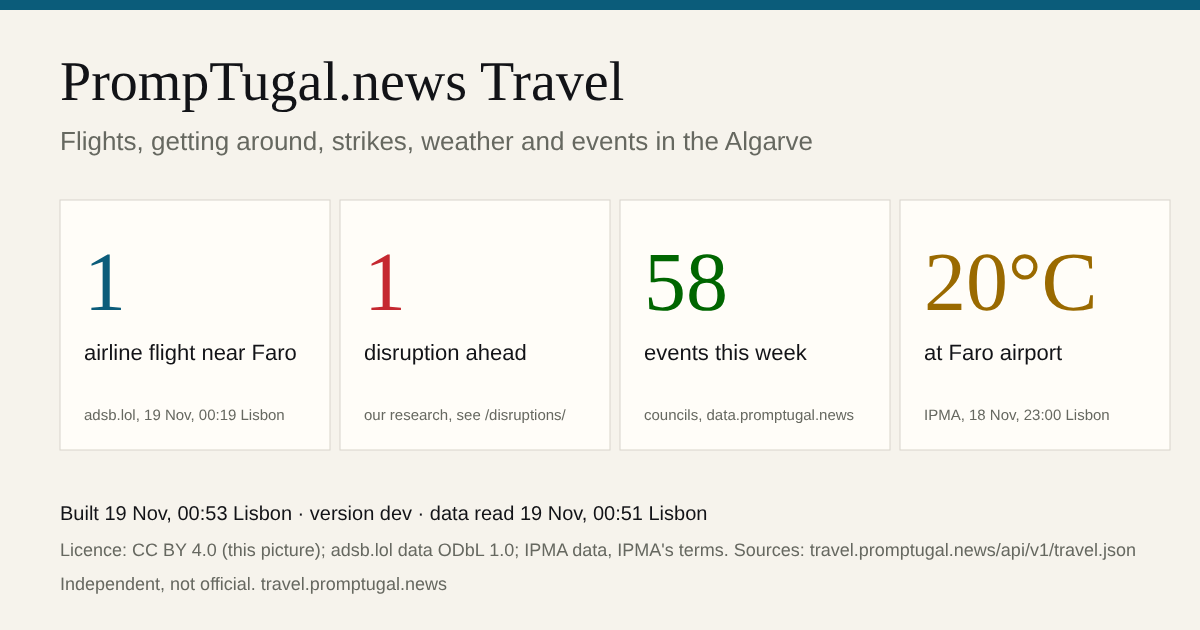 PrompTugal.news Travel
Flights, getting around, strikes, weather and events in the Algarve
1
airline flight near Faro
adsb.lol, 19 Nov, 00:19 Lisbon
1
disruption ahead
our research, see /disruptions/
58
events this week
councils, data.promptugal.news
20°C
at Faro airport
IPMA, 18 Nov, 23:00 Lisbon
Built 19 Nov, 00:53 Lisbon · version dev · data read 19 Nov, 00:51 Lisbon
Licence: CC BY 4.0 (this picture); adsb.lol data ODbL 1.0; IPMA data, IPMA's terms. Sources: travel.promptugal.news/api/v1/travel.json
Independent, not official. travel.promptugal.news